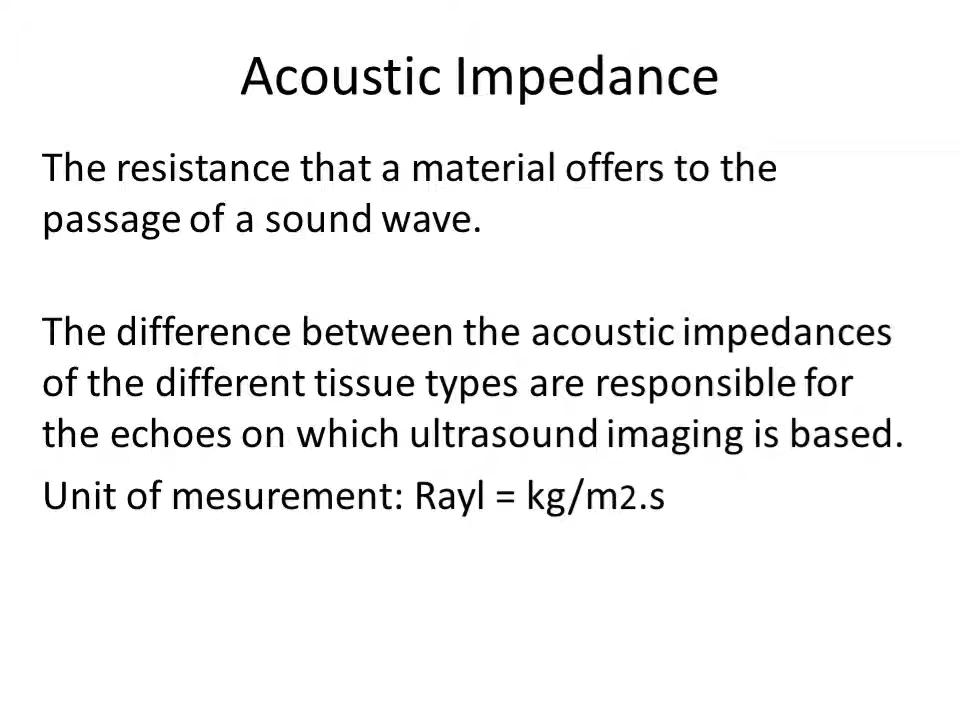 Acoustic Impedance
The resistance that a material offers to the
passage of a sound wave.
The difference between the acoustic impedances
of the different tissue types are responsible for
the echoes on which ultrasound imaging is based.
Unit of mesurement: Rayl = kg/m2.s